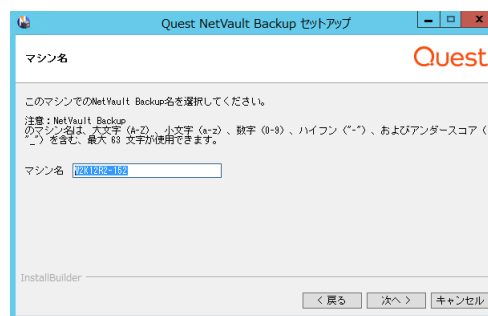 Quest NetVault Backup セットアップ
マシン名
Quest
このマシンでのNetVault Backup名を選択してください。
注意：NetVault Backup
のマシン名は、大文字（A-Z）、小文字（a-z）、数字（0-9）、ハイフン（"-"）、およびアンダースコア（
"_"）を含む、最大 63 文字が使用できます。
マシン名 W2K12R2-152
InstallBuilder
< 戻る 次へ > キャンセル